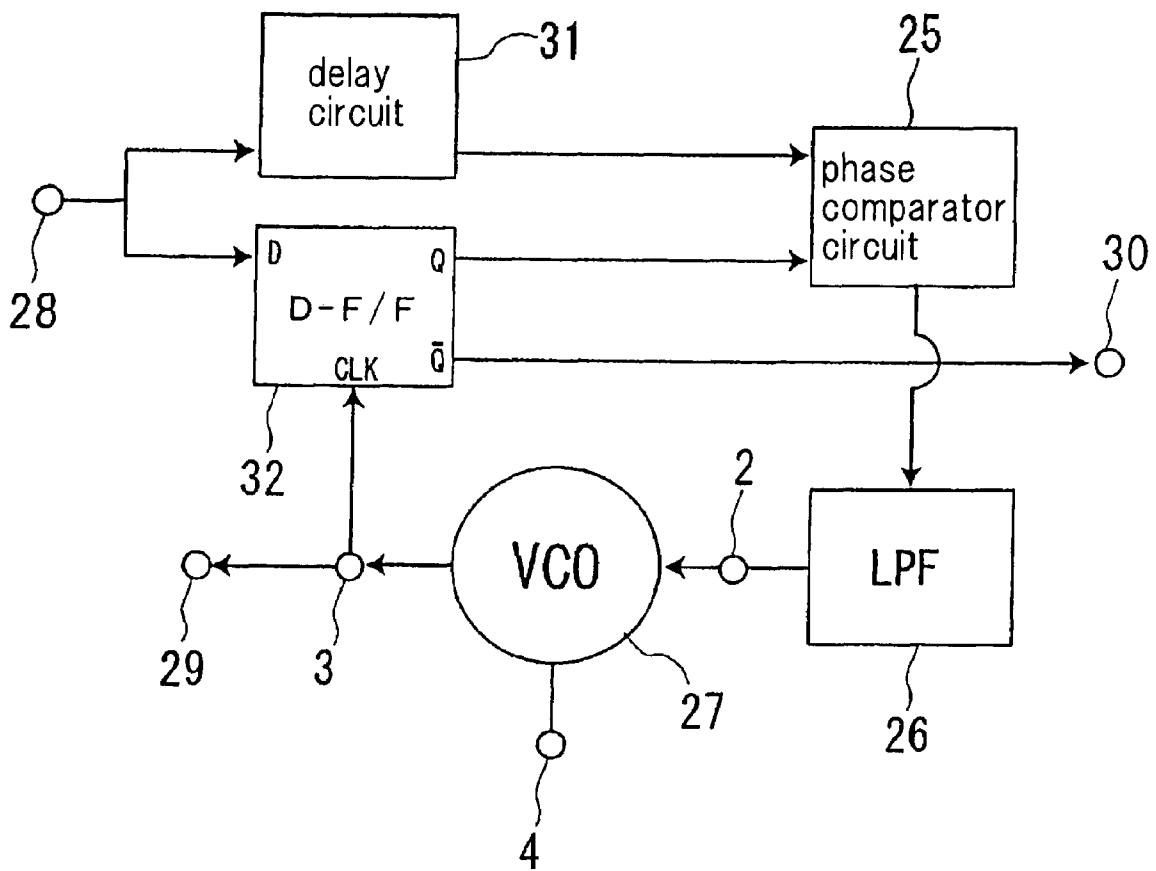 31
25
delay
circuit
phase
comparator
circuit
28
D
Q
30
D-F/F
CLK
Q̅
32
2
VCO
LPF
29
3
27
26
4